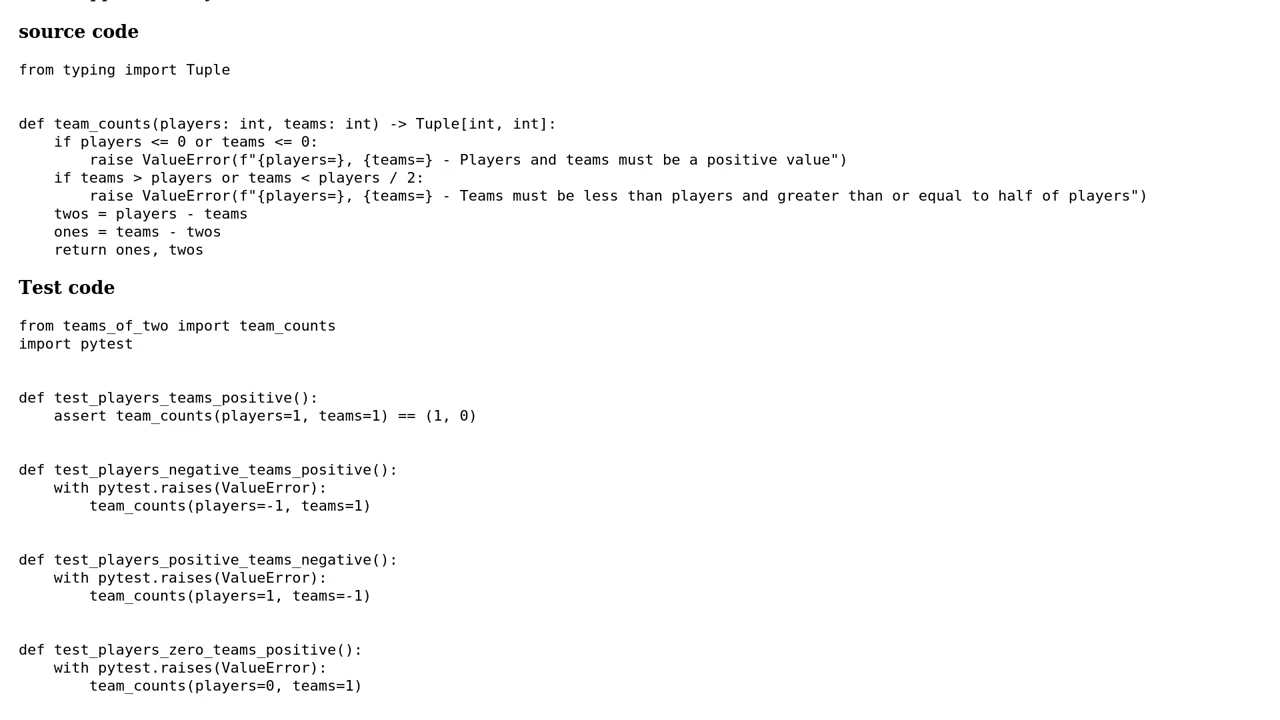 source code
from typing import Tuple
def team_counts(players: int, teams: int) -> Tuple[int, int]:
    if players <= 0 or teams <= 0:
        raise ValueError(f"{players=}, {teams=} - Players and teams must be a positive value")
    if teams > players or teams < players / 2:
        raise ValueError(f"{players=}, {teams=} - Teams must be less than players and greater than or equal to half of players")
    twos = players - teams
    ones = teams - twos
    return ones, twos
Test code
from teams_of_two import team_counts
import pytest
def test_players_teams_positive():
    assert team_counts(players=1, teams=1) == (1, 0)
def test_players_negative_teams_positive():
    with pytest.raises(ValueError):
        team_counts(players=-1, teams=1)
def test_players_positive_teams_negative():
    with pytest.raises(ValueError):
        team_counts(players=1, teams=-1)
def test_players_zero_teams_positive():
    with pytest.raises(ValueError):
        team_counts(players=0, teams=1)